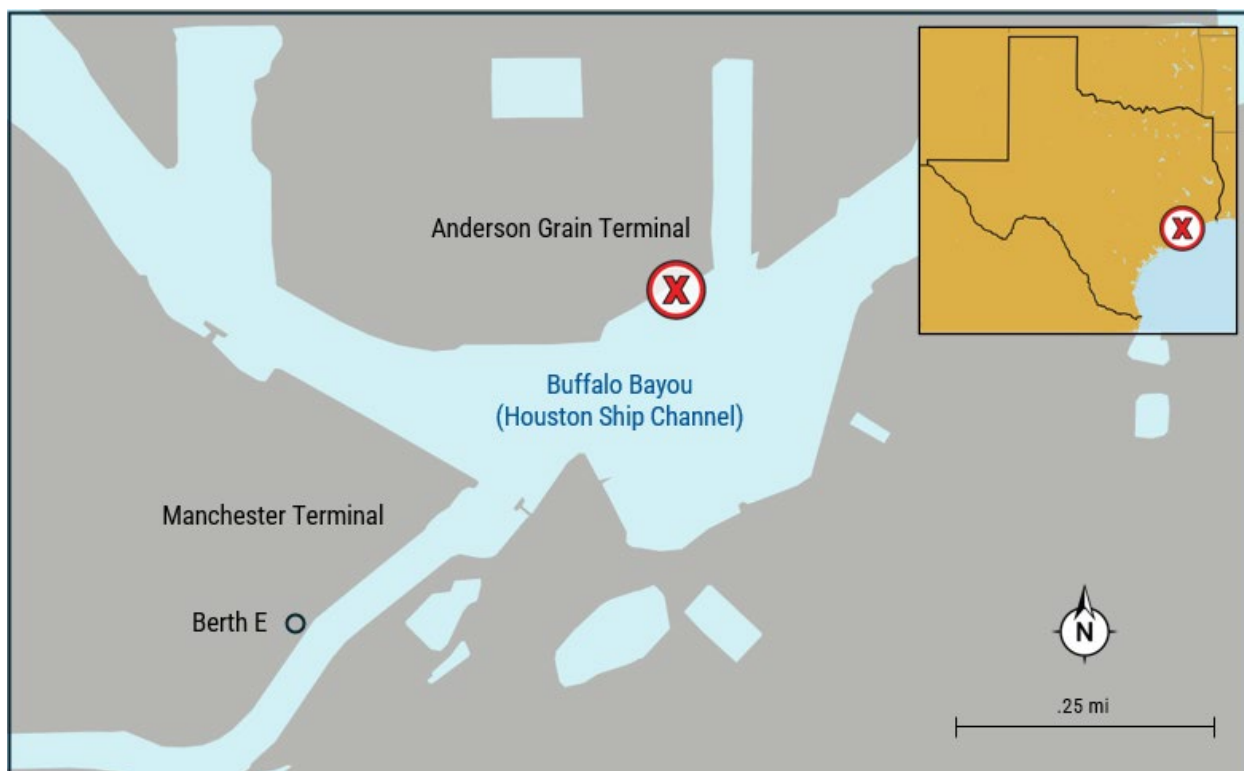 Anderson Grain Terminal
X
X
Buffalo Bayou
(Houston Ship Channel)
Manchester Terminal
Berth E
N
.25 mi